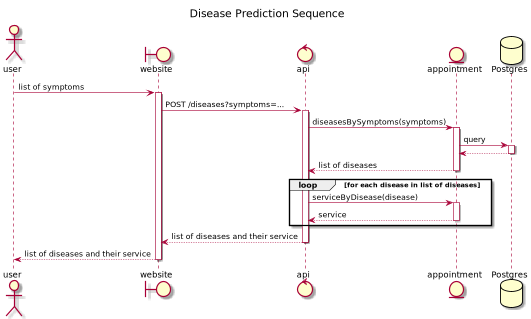 Disease Prediction Sequence
user website api appointment Postgres
list of symptoms
POST /diseases?symptoms=...
diseasesBySymptoms(symptoms)
query
list of diseases
loop [for each disease in list of diseases]
serviceByDisease(disease)
service
list of diseases and their service
list of diseases and their service
user website api appointment Postgres